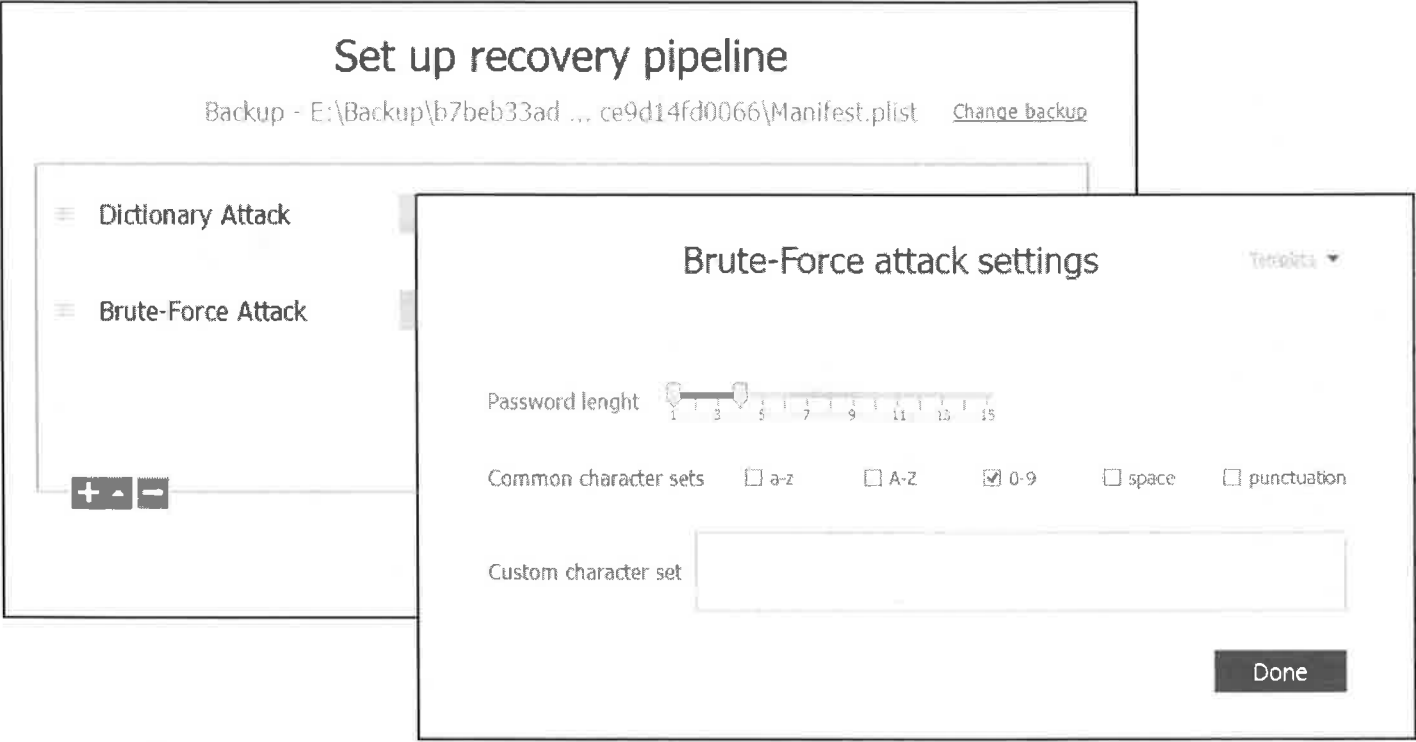 Set up recovery pipeline
Backup - E:\Backup\b7beb33ad ... ce9d14fd0066\Manifest.plist Change backup
Dictionary Attack
Brute-Force Attack
Brute-Force attack settings
Password lenght
1 3 5 7 9 11 13 15
Common character sets a-z A-Z 0-9 space punctuation
Custom character set
Done